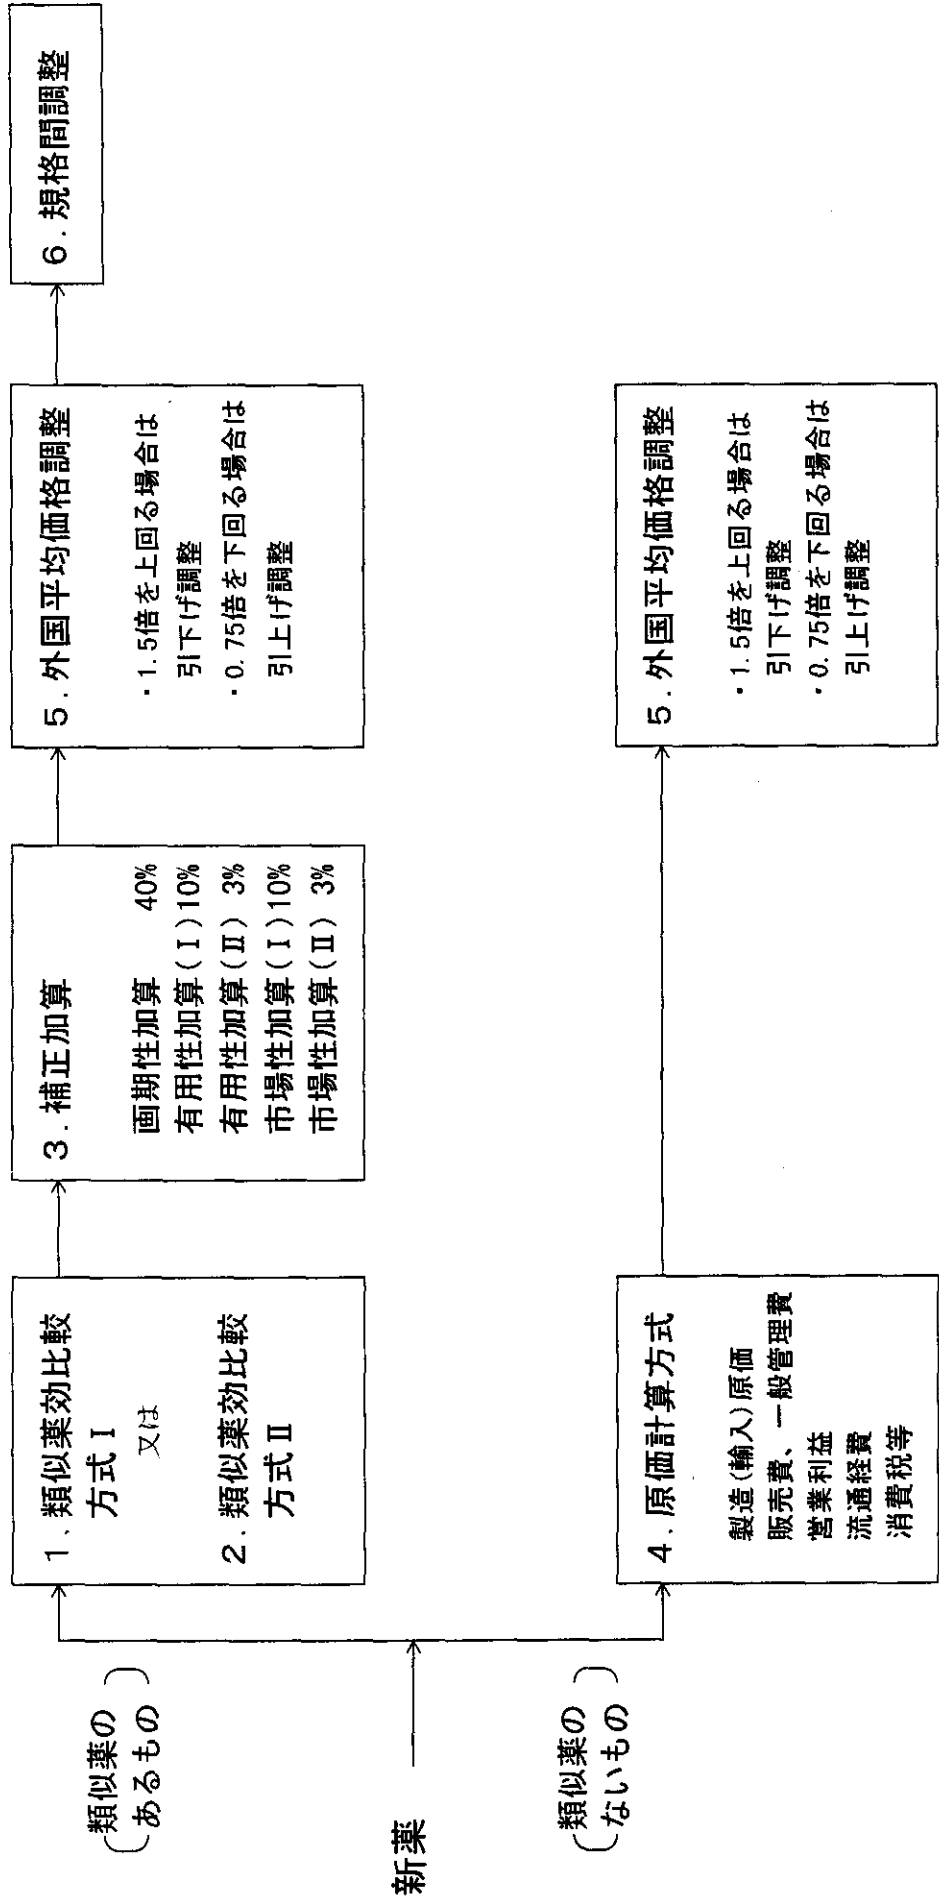 新薬
類似薬の
あるもの
1. 類似薬効比較
方式Ⅰ
又は
2. 類似薬効比較
方式Ⅱ
3. 補正加算
画期性加算 40%
有用性加算(Ⅰ)10%
有用性加算(Ⅱ) 3%
市場性加算(Ⅰ)10%
市場性加算(Ⅱ) 3%
5. 外国平均価格調整
・1.5倍を上回る場合は
引下げ調整
・0.75倍を下回る場合は
引上げ調整
6. 規格間調整
類似薬の
ないもの
4. 原価計算方式
製造(輸入)原価
販売費、一般管理費
営業利益
流通経費
消費税等
5. 外国平均価格調整
・1.5倍を上回る場合は
引下げ調整
・0.75倍を下回る場合は
引上げ調整